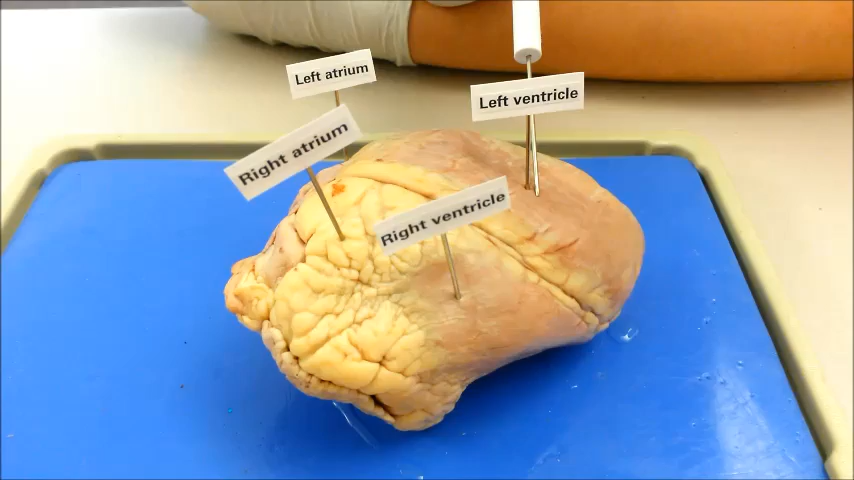 Left atrium
Left ventricle
Right atrium
Right ventricle